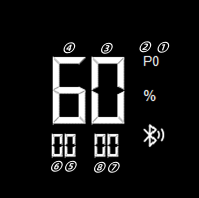 ④ ③ ② ①
P0
60
%
00 00
⑥⑤ ⑧⑦